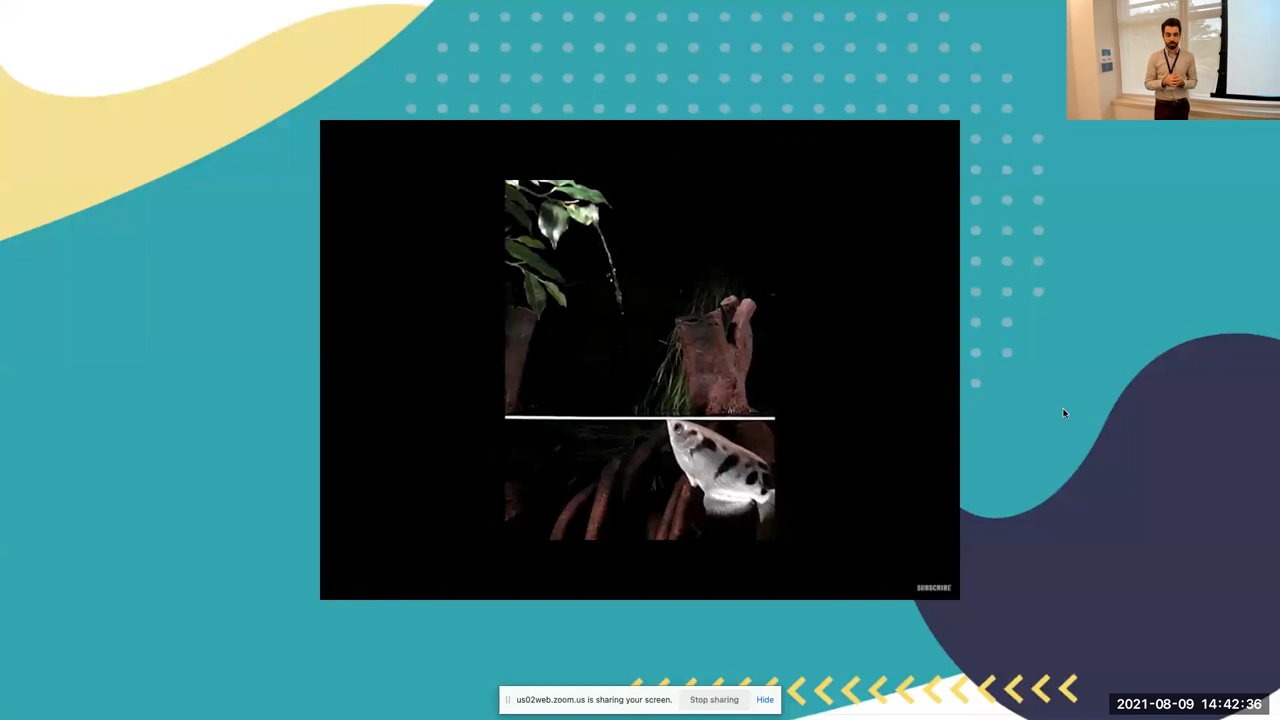 SUBSCRIBE
us02web.zoom.us is sharing your screen.
Stop sharing
Hide
2021-08-09 14:42:36